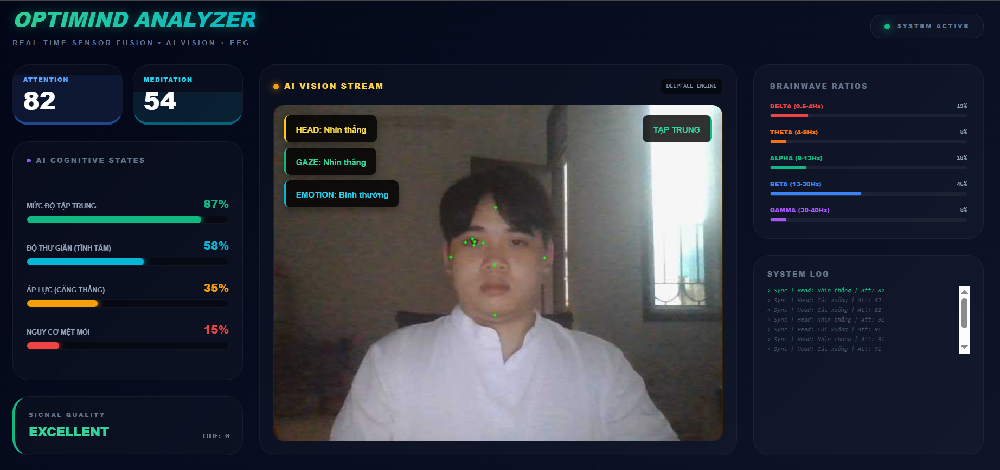 OPTIMIND ANALYZER
REAL-TIME SENSOR FUSION • AI VISION + EEG
SYSTEM ACTIVE
ATTENTION
82
MEDITATION
54
AI COGNITIVE STATES
MỨC ĐỘ TẬP TRUNG 87%
ĐỘ THƯ GIÃN (TĨNH TÂM) 58%
ÁP LỰC (CĂNG THẲNG) 35%
NGUY CƠ MỆT MỎI 15%
SIGNAL QUALITY
EXCELLENT
CODE: 0
AI VISION STREAM
DEEPFACE ENGINE
HEAD: Nhìn thẳng
GAZE: Nhìn thẳng
EMOTION: Bình thường
TẬP TRUNG
BRAINWAVE RATIOS
DELTA (0.5-4Hz) 19%
THETA (4-8Hz) 8%
ALPHA (8-13Hz) 18%
BETA (13-30Hz) 46%
GAMMA (30-40Hz) 8%
SYSTEM LOG
> Sync | Head: Nhìn thẳng | Att: 82
> Sync | Head: Cúi xuống | Att: 82
> Sync | Head: Cúi xuống | Att: 82
> Sync | Head: Nhìn thẳng | Att: 91
> Sync | Head: Cúi xuống | Att: 91
> Sync | Head: Nhìn thẳng | Att: 91
> Sync | Head: Cúi xuống | Att: 91